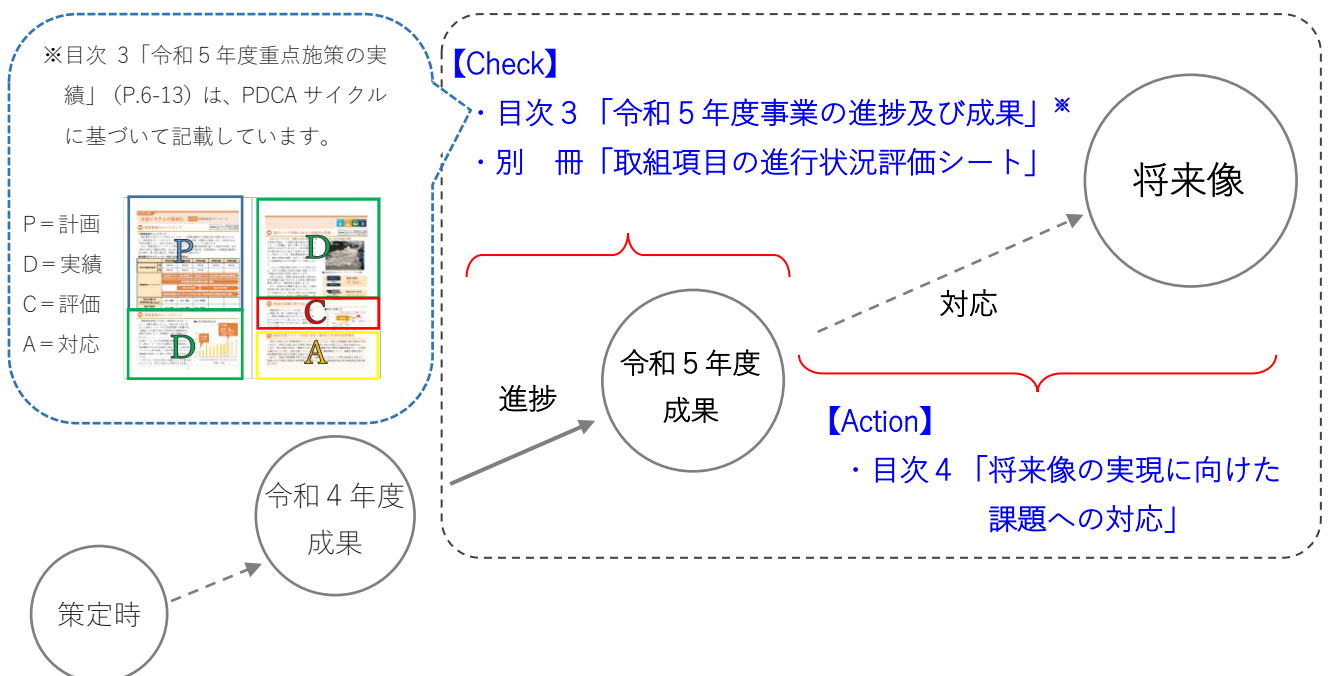 ※目次 3「令和５年度重点施策の実
績」（P.6-13）は、PDCA サイクル
に基づいて記載しています。
P＝計画
D＝実績
C＝評価
A＝対応
P
D
D
C
A
【Check】
・目次３「令和５年度事業の進捗及び成果」※
・別　冊「取組項目の進行状況評価シート」
将来像
対応
令和５年度
成果
進捗
【Action】
・目次４「将来像の実現に向けた
課題への対応」
令和４年度
成果
策定時